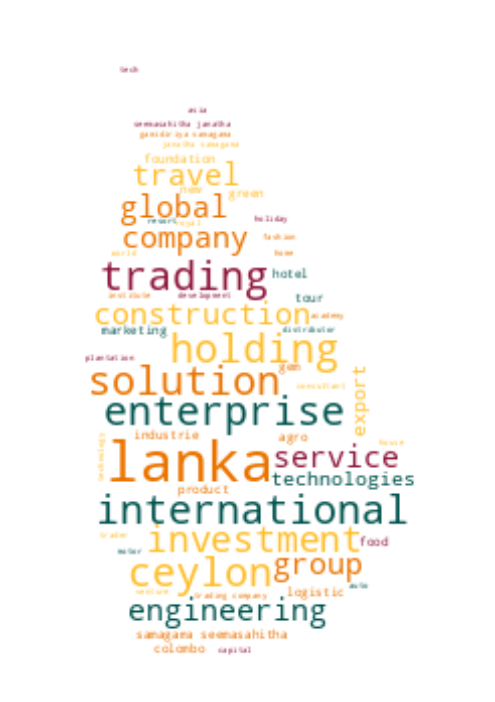 tech
asia
seemasahitha janatha
gamidiriya samagama
janatha samagama
foundation
travel
new green
global
resort royal holiday
company fashion
world home
trading hotel
institute development tour
construction academy
marketing distributor
holding
plantation gem
solution consultant
enterprise export
industrie agro house
technology
lanka service
technologies
product
international
trader investment food
motor
ceylon group
auto
venture trading company logistic
engineering
samagama seemasahitha
colombo capital